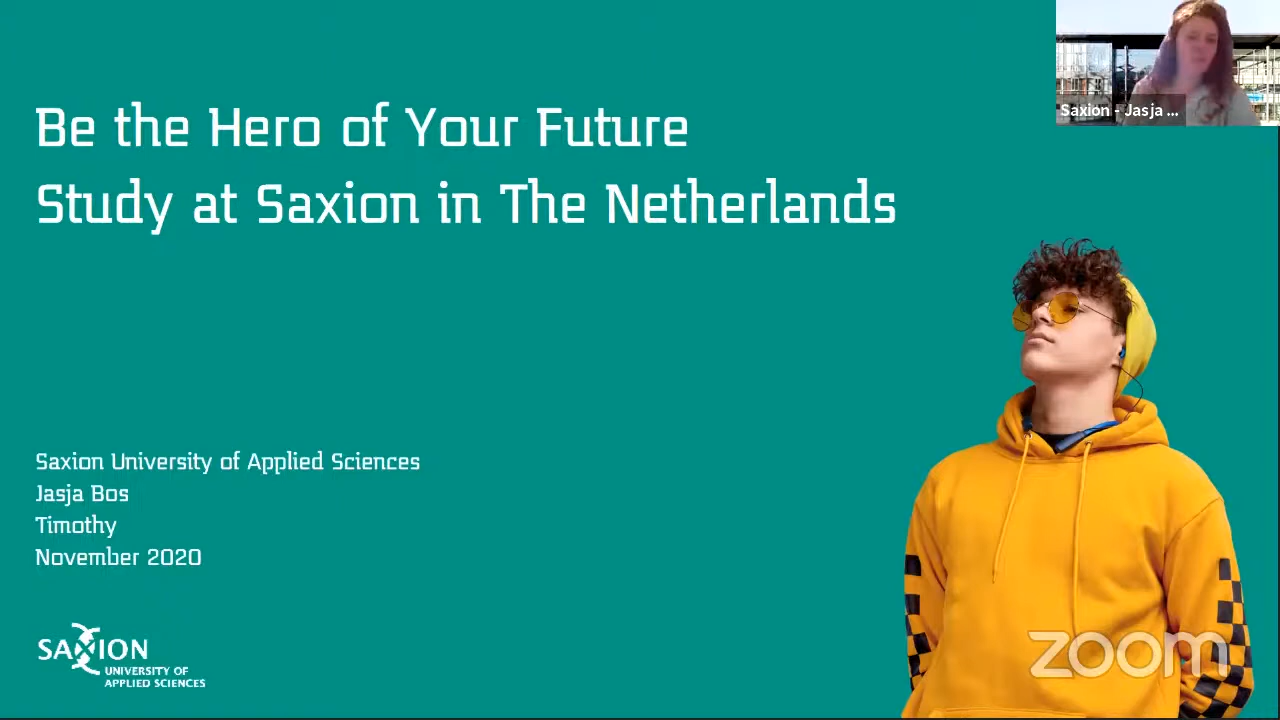 Saxion - Jasja ...
Be the Hero of Your Future
Study at Saxion in The Netherlands
Saxion University of Applied Sciences
Jasja Bos
Timothy
November 2020
SAXION
UNIVERSITY OF
APPLIED SCIENCES
zoom